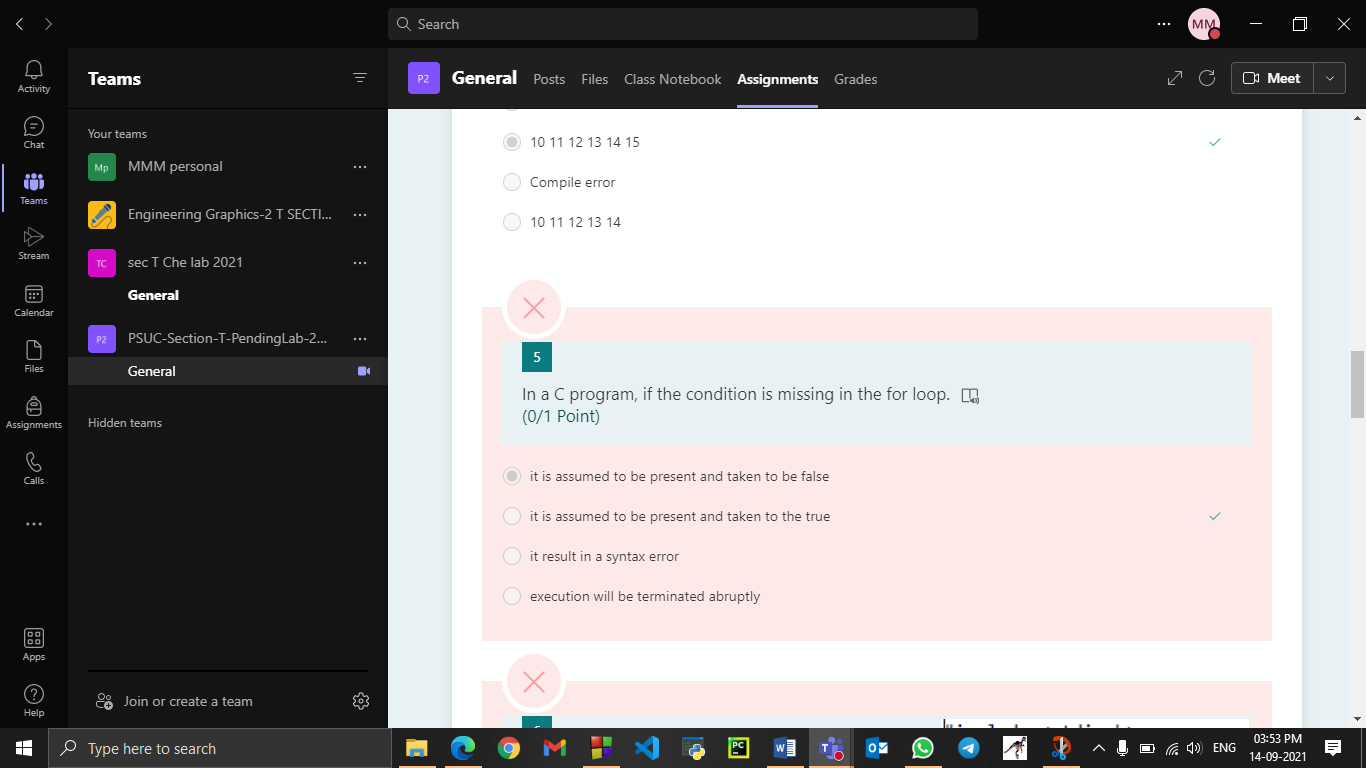 Search
MM
Activity
Chat
Teams
Stream
Calendar
Files
Assignments
Calls
Apps
Help
Teams
Your teams
Mp MMM personal
Engineering Graphics-2 T SECTI...
TC sec T Che lab 2021
General
P2 PSUC-Section-T-PendingLab-2...
General
Hidden teams
Join or create a team
P2 General Posts Files Class Notebook Assignments Grades
Meet
10 11 12 13 14 15
Compile error
10 11 12 13 14
5
In a C program, if the condition is missing in the for loop.
(0/1 Point)
it is assumed to be present and taken to be false
it is assumed to be present and taken to the true
it result in a syntax error
execution will be terminated abruptly
Type here to search
PC
ENG
03:53 PM
14-09-2021